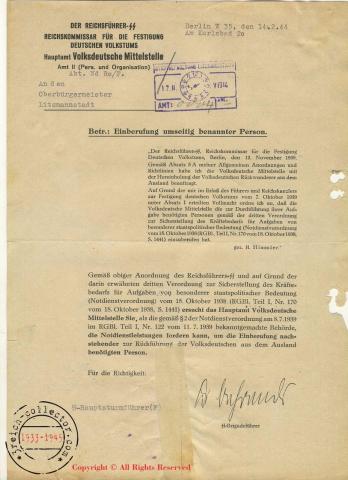 DER REICHSFÜHRER-SS
REICHSKOMMISSAR FÜR DIE FESTIGUNG
DEUTSCHEN VOLKSTUMS
Hauptamt Volksdeutsche Mittelstelle
Amt II (Pers. und Organisation)
Berlin W 35, den 14.2.44
Am Karlsbad 20
An den
Oberbürgermeister
Litzmannstadt
AMT:
Betr.: Einberufung umseitig benannter Person.
„Der Reichsführer-SS, Reichskommissar für die Festigung
Deutschen Volkstums, Berlin, den 13. November 1939.
Gemäß Absatz 5 A meiner Allgemeinen Anordnungen und
Richtlinien habe ich die Volksdeutsche Mittelstelle mit
der Hereinholung der Volksdeutschen Rückwanderer aus dem
Ausland beauftragt.
Auf Grund der mir im Erlaß des Führers und Reichskanzlers
zur Festigung deutschen Volkstums vom 7. Oktober 1939
unter Absatz 1 erteilten Vollmacht ordne ich an, daß die
Volksdeutsche Mittelstelle die zur Durchführung ihrer Auf-
gabe benötigten Personen gemäß der dritten Verordnung
zur Sicherstellung des Kräftebedarfs für Aufgaben von
besonderer staatspolitischer Bedeutung (Notdienstverordnung
vom 15. Oktober 1938 (RGBl. Teil I, Nr. 170 vom 18. Oktober 1938,
S. 1441) einzuberufen hat.
gez. H. Himmler“
Gemäß obiger Anordnung des Reichsführers-SS und auf Grund der
darin erwähnten dritten Verordnung zur Sicherstellung des Kräfte-
bedarfs für Aufgaben von besonderer staatspolitischer Bedeutung
(Notdienstverordnung) vom 15. Oktober 1938 (RGBl. Teil I, Nr. 170
vom 18. Oktober 1938, S. 1441) ersucht das Hauptamt Volksdeutsche
Mittelstelle Sie, als die gemäß § 2 der Notdienstverordnung am 8.7.1939
im RGBl. Teil I, Nr. 122 vom 11. 7. 1939 bekanntgemachte Behörde,
die Notdienstleistungen fordern kann, um die Einberufung nach-
stehender zur Rückführung der Volksdeutschen aus dem Ausland
benötigten Person.
Für die Richtigkeit:
SS-Hauptsturmführer(F)
SS-Brigadeführer
3reich-collector.com
1933-1945
Copyright © All Rights Reserved